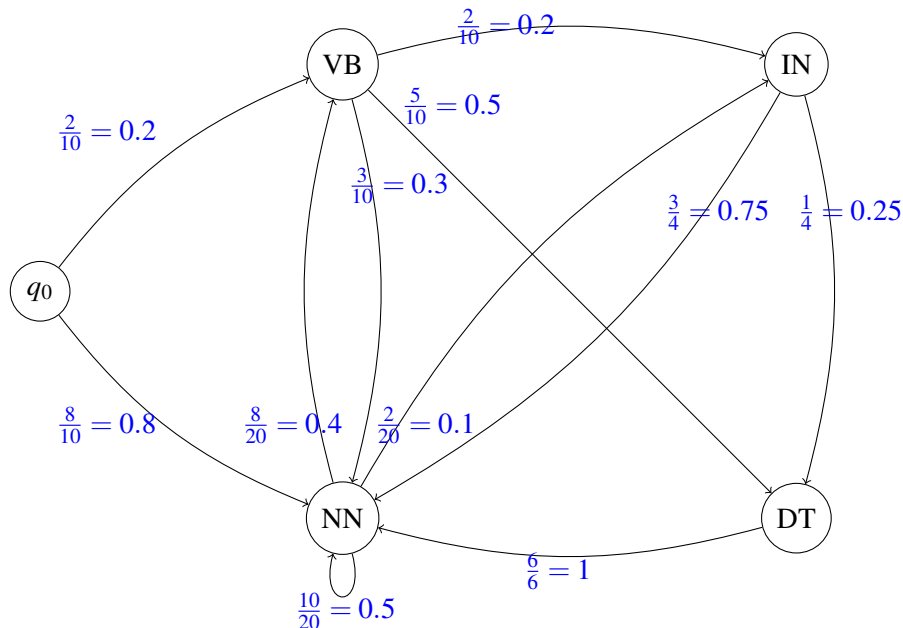 2/10 = 0.2
VB
IN
5/10 = 0.5
2/10 = 0.2
3/10 = 0.3
3/4 = 0.75
1/4 = 0.25
q₀
8/10 = 0.8
8/20 = 0.4
2/20 = 0.1
NN
DT
6/6 = 1
10/20 = 0.5